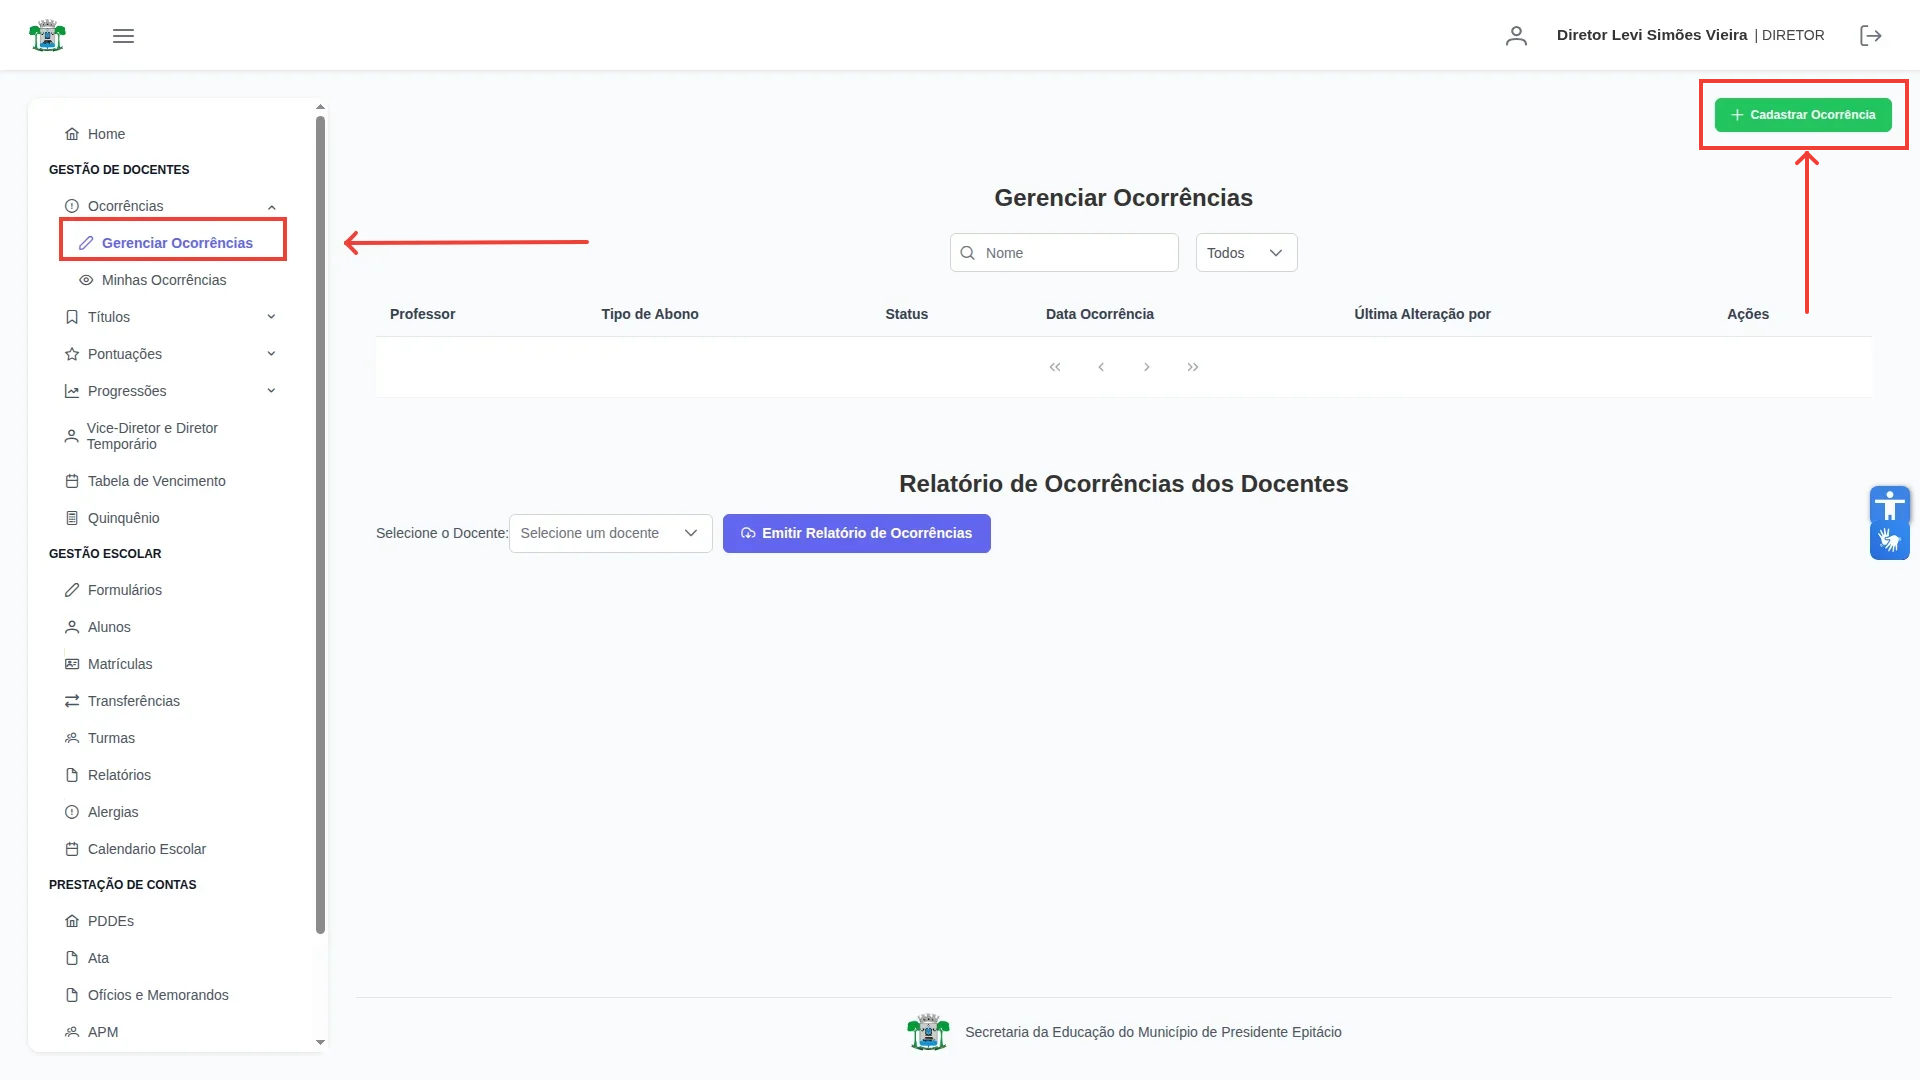 Diretor Levi Simões Vieira | DIRETOR
Cadastrar Ocorrência
Home
GESTÃO DE DOCENTES
Ocorrências
Gerenciar Ocorrências
Minhas Ocorrências
Títulos
Pontuações
Progressões
Vice-Diretor e Diretor
Temporário
Tabela de Vencimento
Quinquênio
GESTÃO ESCOLAR
Formulários
Alunos
Matrículas
Transferências
Turmas
Relatórios
Alergias
Calendario Escolar
PRESTAÇÃO DE CONTAS
PDDEs
Ata
Ofícios e Memorandos
APM
Gerenciar Ocorrências
Nome Todos
Professor Tipo de Abono Status Data Ocorrência Última Alteração por Ações
Relatório de Ocorrências dos Docentes
Selecione o Docente: Selecione um docente Emitir Relatório de Ocorrências
Secretaria da Educação do Município de Presidente Epitácio